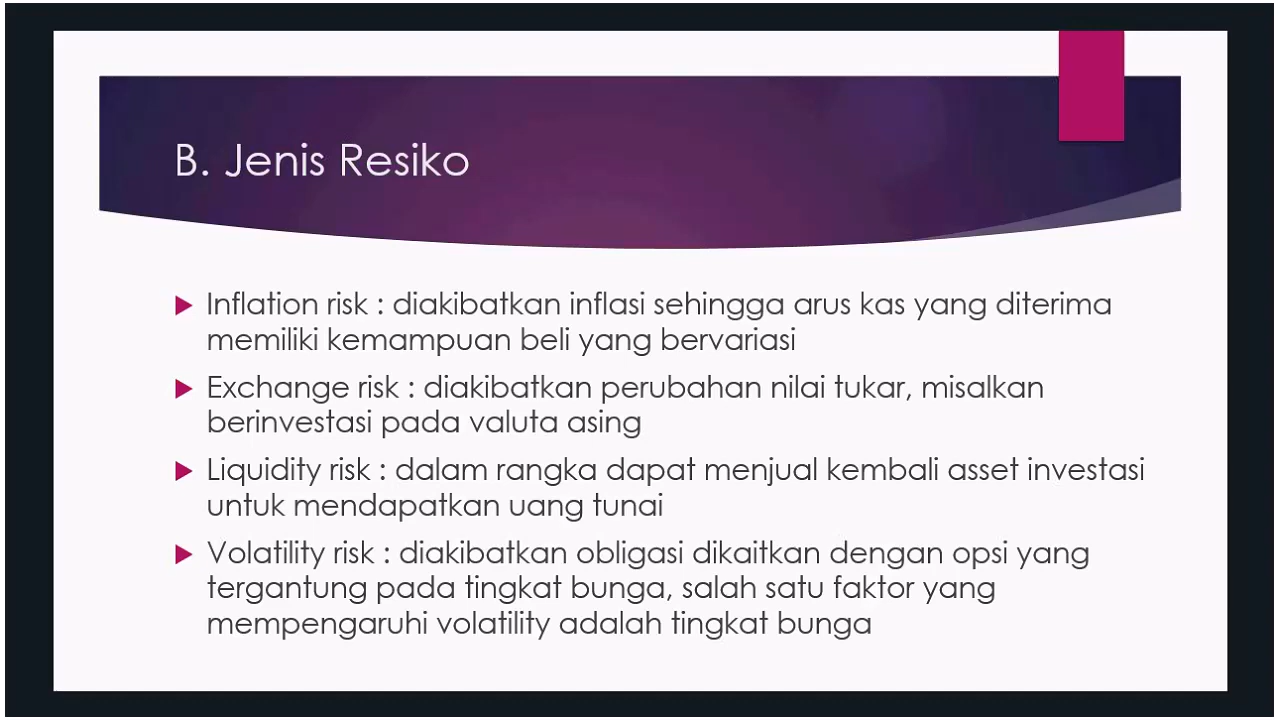 B. Jenis Resiko
Inflation risk : diakibatkan inflasi sehingga arus kas yang diterima
memiliki kemampuan beli yang bervariasi
Exchange risk : diakibatkan perubahan nilai tukar, misalkan
berinvestasi pada valuta asing
Liquidity risk : dalam rangka dapat menjual kembali asset investasi
untuk mendapatkan uang tunai
Volatility risk : diakibatkan obligasi dikaitkan dengan opsi yang
tergantung pada tingkat bunga, salah satu faktor yang
mempengaruhi volatility adalah tingkat bunga